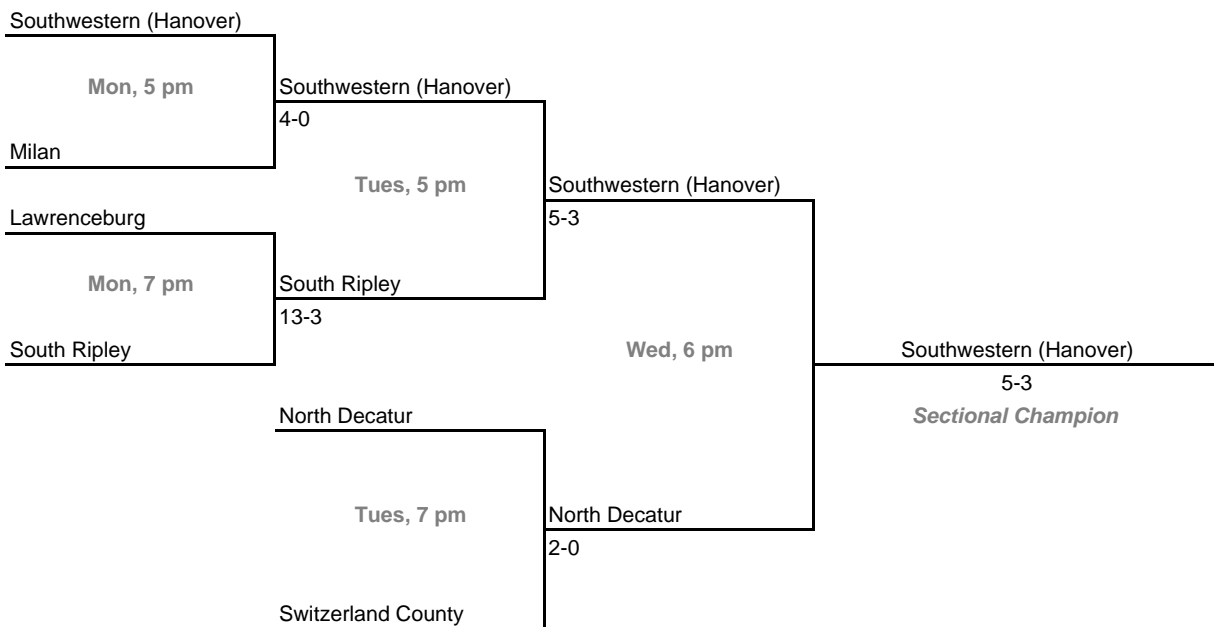 Southwestern (Hanover)
Mon, 5 pm
Southwestern (Hanover)
4-0
Milan
Tues, 5 pm
Southwestern (Hanover)
5-3
Lawrenceburg
Mon, 7 pm
South Ripley
13-3
South Ripley
Wed, 6 pm
Southwestern (Hanover)
5-3
Sectional Champion
North Decatur
Tues, 7 pm
North Decatur
2-0
Switzerland County